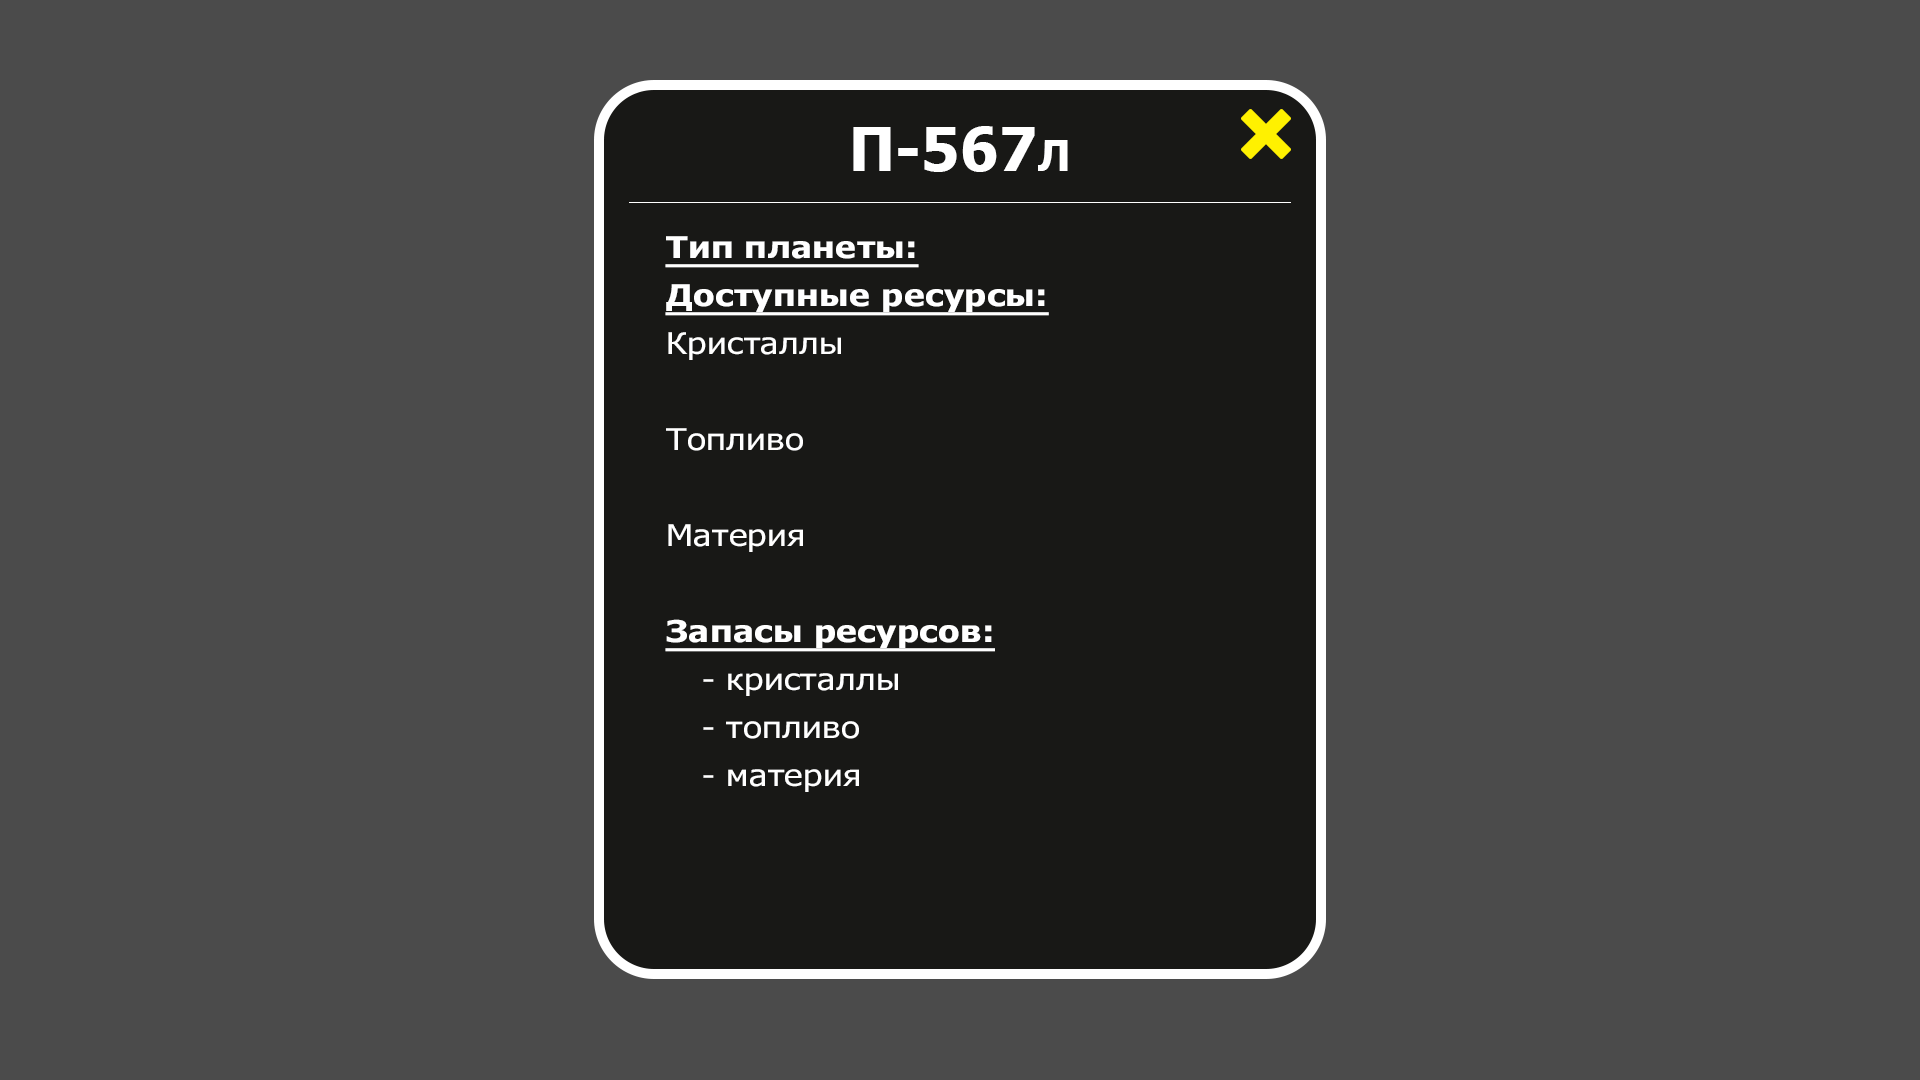 П-567л
Тип планеты:
Доступные ресурсы:
Кристаллы
Топливо
Материя
Запасы ресурсов:
- кристаллы
- топливо
- материя